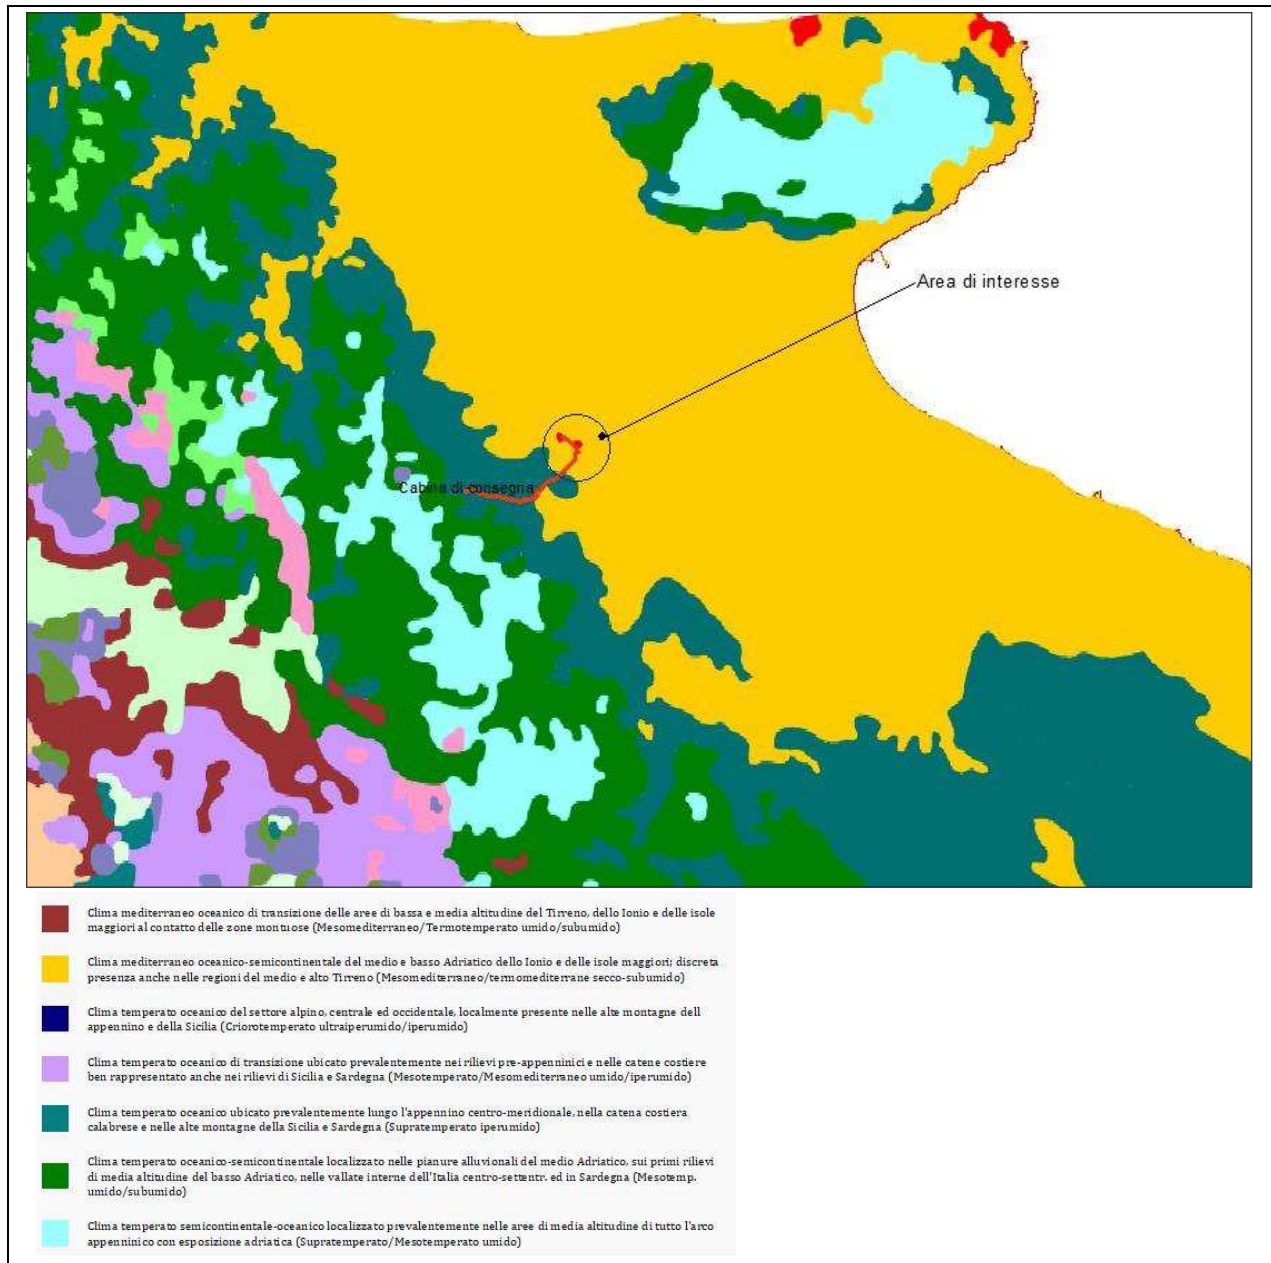 Area di interesse
Cabina di consegna
Clima mediterraneo oceanico di transizione delle aree di bassa e media altitudine del Tirreno, dello Ionio e delle isole
maggiori al contatto delle zone montuose (Mesomediterraneo/Termotemperato umido/subumido)
Clima mediterraneo oceanico-semicontinentale del medio e basso Adriatico dello Ionio e delle isole maggiori; discreta
presenza anche nelle regioni del medio e alto Tirreno (Mesomediterraneo/termomediterraneo secco-subumido)
Clima temperato oceanico del settore alpino, centrale ed occidentale, localmente presente nelle alte montagne dell
appennino e della Sicilia (Criorotemperato ultraiperumido/iperumido)
Clima temperato oceanico di transizione ubicato prevalentemente nei rilievi pre-appenninici e nelle catene costiere
ben rappresentato anche nei rilievi di Sicilia e Sardegna (Mesotemperato/Mesomediterraneo umido/iperumido)
Clima temperato oceanico ubicato prevalentemente lungo l'appennino centro-meridionale, nella catena costiera
calabrese e nelle alte montagne della Sicilia e Sardegna (Supratemperato iperumido)
Clima temperato oceanico-semicontinentale localizzato nelle pianure alluvionali del medio Adriatico, sui primi rilievi
di media altitudine del basso Adriatico, nelle vallate interne dell'Italia centro-settentr. ed in Sardegna (Mesotemp.
umido/subumido)
Clima temperato semicontinentale-oceanico localizzato prevalentemente nelle aree di media altitudine di tutto l'arco
appenninico con esposizione adriatica (Supratemperato/Mesotemperato umido)